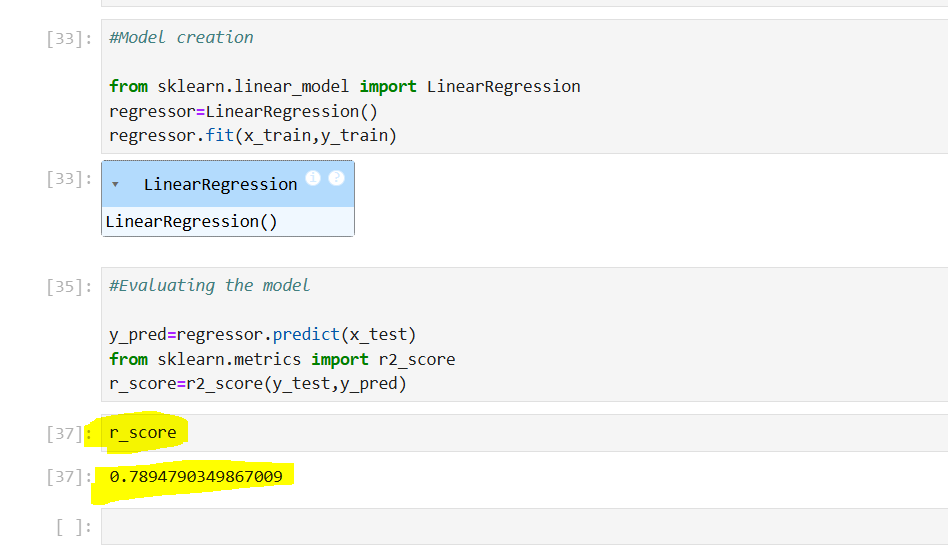 [33]:
#Model creation
from sklearn.linear_model import LinearRegression
regressor=LinearRegression()
regressor.fit(x_train,y_train)
[33]:
LinearRegression i ?
LinearRegression()
[35]:
#Evaluating the model
y_pred=regressor.predict(x_test)
from sklearn.metrics import r2_score
r_score=r2_score(y_test,y_pred)
[37]: r_score
[37]: 0.7894790349867009
[ ]: